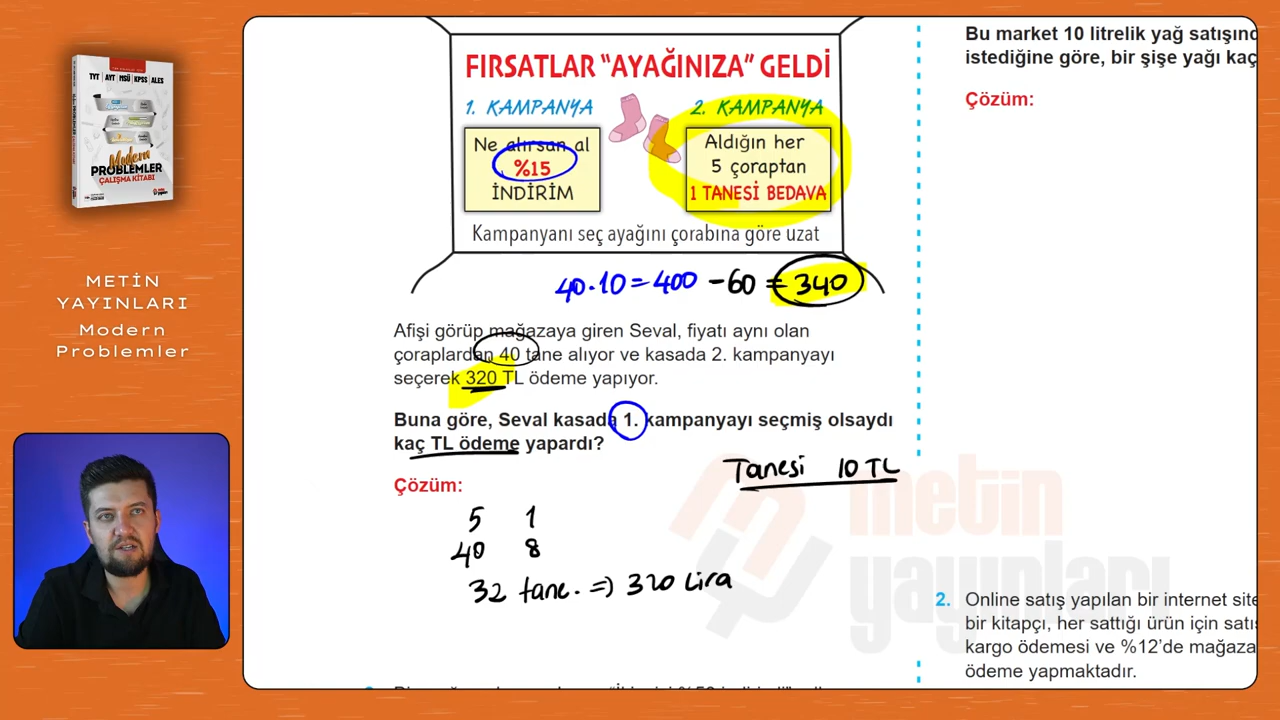 TYT | AYT | MSÜ | KPSS | ALES
Modern
PROBLEMLER
ÇALIŞMA KİTABI
METİN
YAYINLARI
Modern
Problemler
FIRSATLAR “AYAĞINIZA” GELDİ
1. KAMPANYA
Ne alırsan al
%15
İNDİRİM
2. KAMPANYA
Aldığın her
5 çoraptan
1 TANESİ BEDAVA
Kampanyanı seç ayağını çorabına göre uzat
40·10=400 -60 = 340
Afişi görüp mağazaya giren Seval, fiyatı aynı olan
çoraplardan 40 tane alıyor ve kasada 2. kampanyayı
seçerek 320 TL ödeme yapıyor.
Buna göre, Seval kasada 1. kampanyayı seçmiş olsaydı
kaç TL ödeme yapardı?
Tanesi 10 TL
Çözüm:
5 1
40 8
32 tane. => 320 Lira
metin
yayınları
Bu market 10 litrelik yağ satışınd
istediğine göre, bir şişe yağı kaç
Çözüm:
2. Online satış yapılan bir internet site
bir kitapçı, her sattığı ürün için satış
kargo ödemesi ve %12’de mağaza
ödeme yapmaktadır.